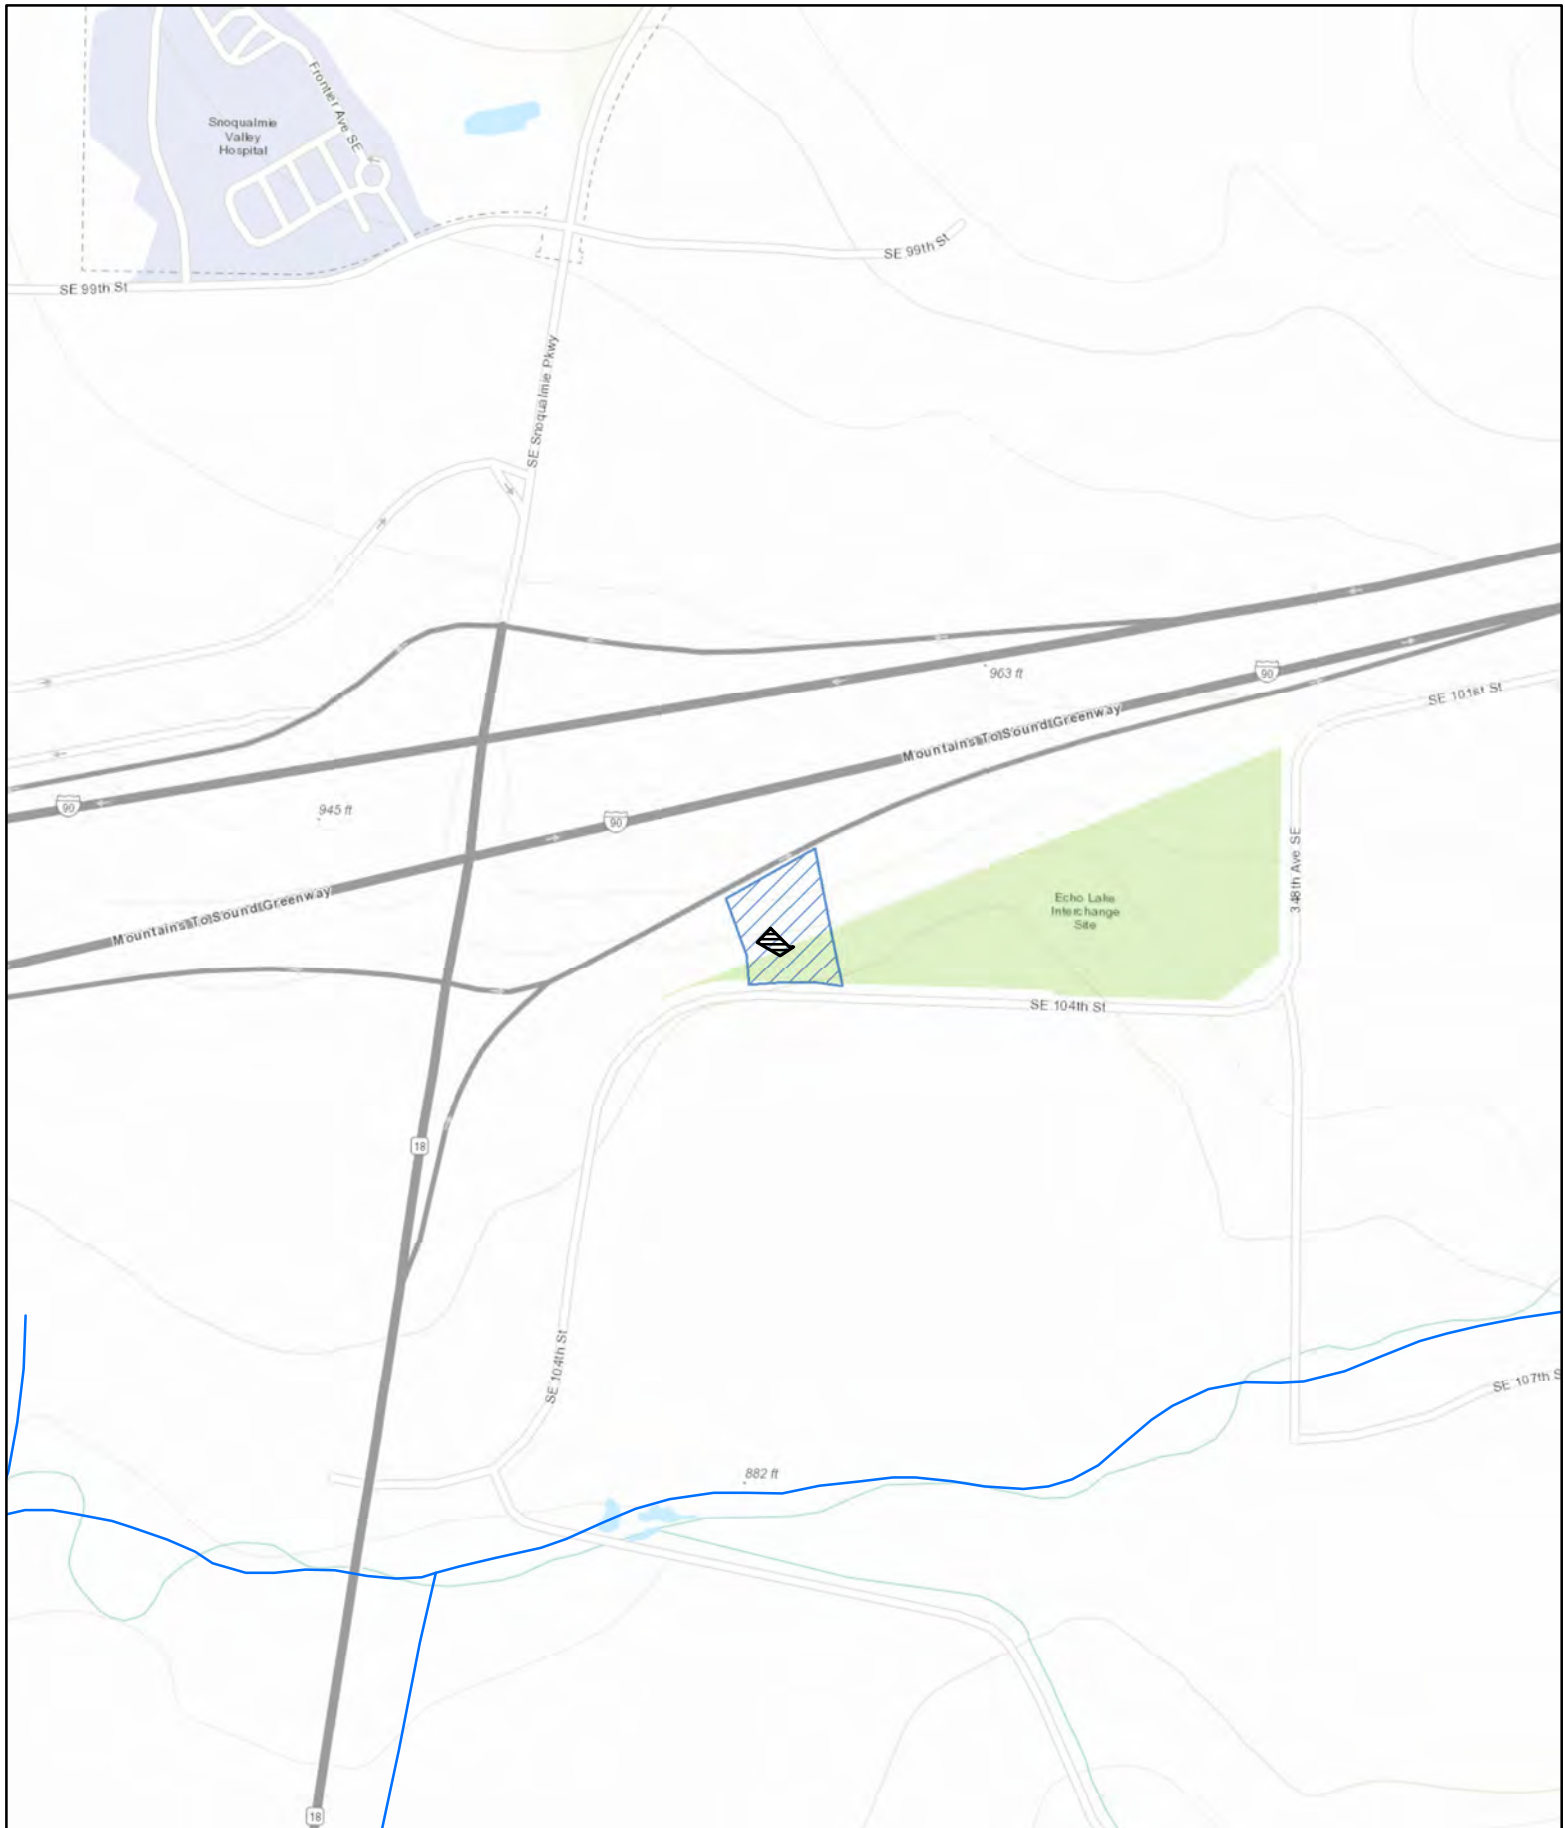 Frontier Ave SE
Snoqualmie
Valley
Hospital
SE 99th St
SE 99th St
SE Snoqualmie Pkwy
963 ft
90
SE 101st St
Mountains To Sound Greenway
90
945 ft
90
348th Ave SE
Echo Lake
Interchange
Site
Mountains To Sound Greenway
SE 104th St
18
SE 104th St
SE 107th S
882 ft
18